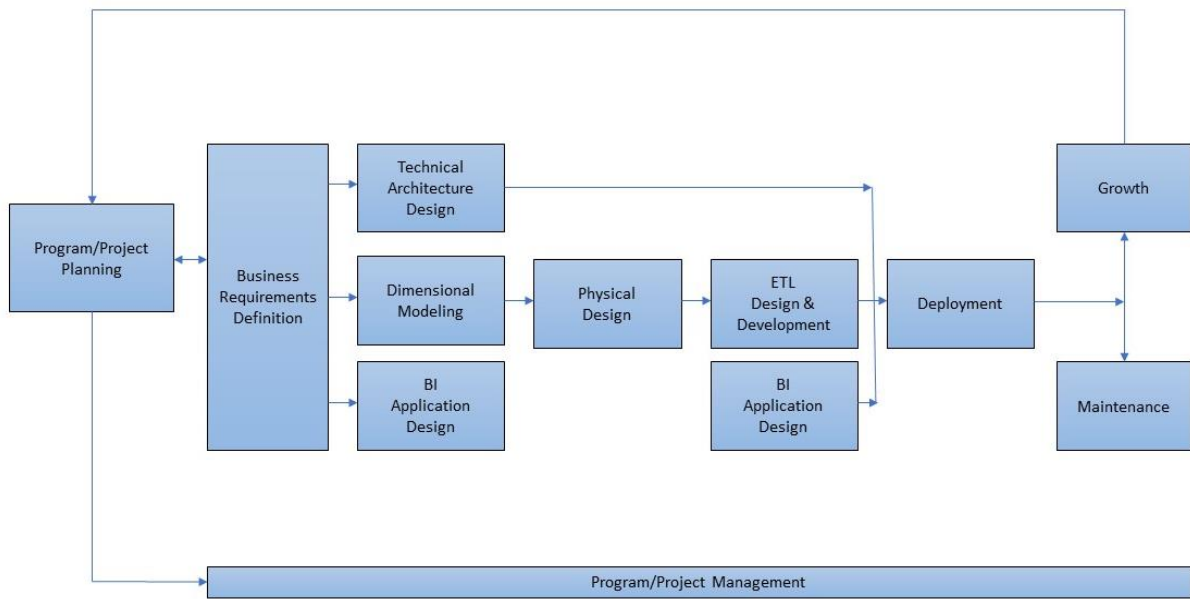 Program/Project
Planning
Business
Requirements
Definition
Technical
Architecture
Design
Dimensional
Modeling
BI
Application
Design
Physical
Design
ETL
Design &
Development
BI
Application
Design
Deployment
Growth
Maintenance
Program/Project Management